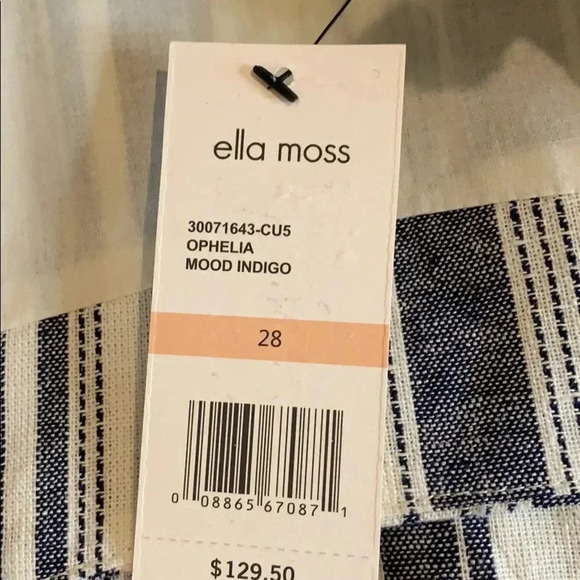 ella moss
30071643-CU5
OPHELIA
MOOD INDIGO
28
0 08865 67087 1
$129.50